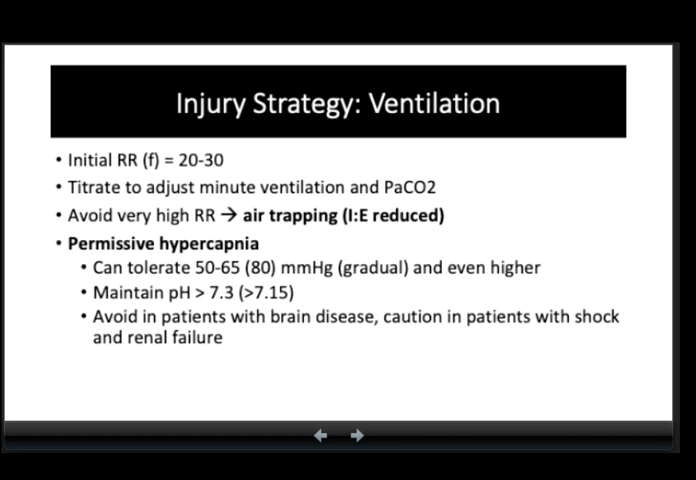 Injury Strategy: Ventilation
• Initial RR (f) = 20-30
• Titrate to adjust minute ventilation and PaCO2
• Avoid very high RR → air trapping (I:E reduced)
• Permissive hypercapnia
• Can tolerate 50-65 (80) mmHg (gradual) and even higher
• Maintain pH > 7.3 (>7.15)
• Avoid in patients with brain disease, caution in patients with shock
and renal failure